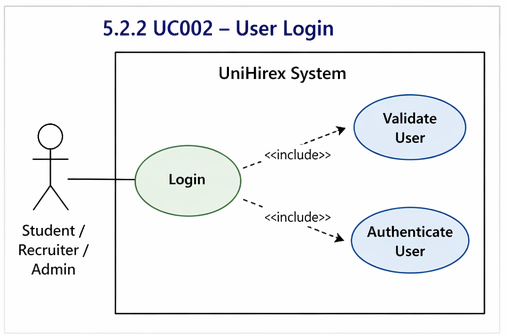 5.2.2 UC002 – User Login
UniHirex System
Validate
User
<<include>>
Login
<<include>>
Authenticate
User
Student /
Recruiter /
Admin